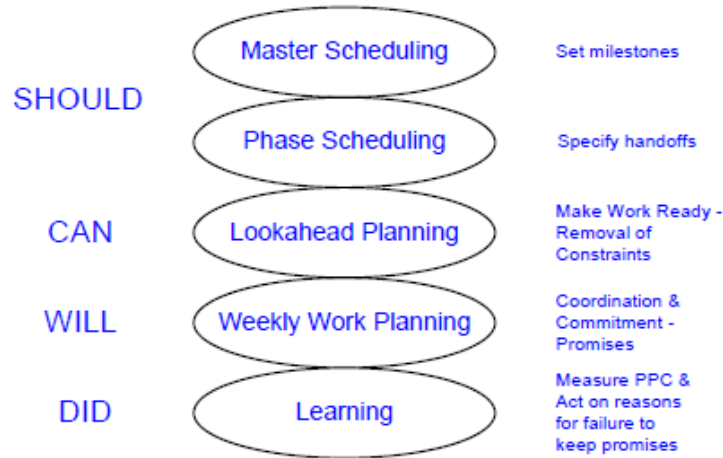 Master Scheduling
Set milestones
SHOULD
Phase Scheduling
Specify handoffs
CAN
Lookahead Planning
Make Work Ready -
Removal of
Constraints
WILL
Weekly Work Planning
Coordination &
Commitment -
Promises
DID
Learning
Measure PPC &
Act on reasons
for failure to
keep promises